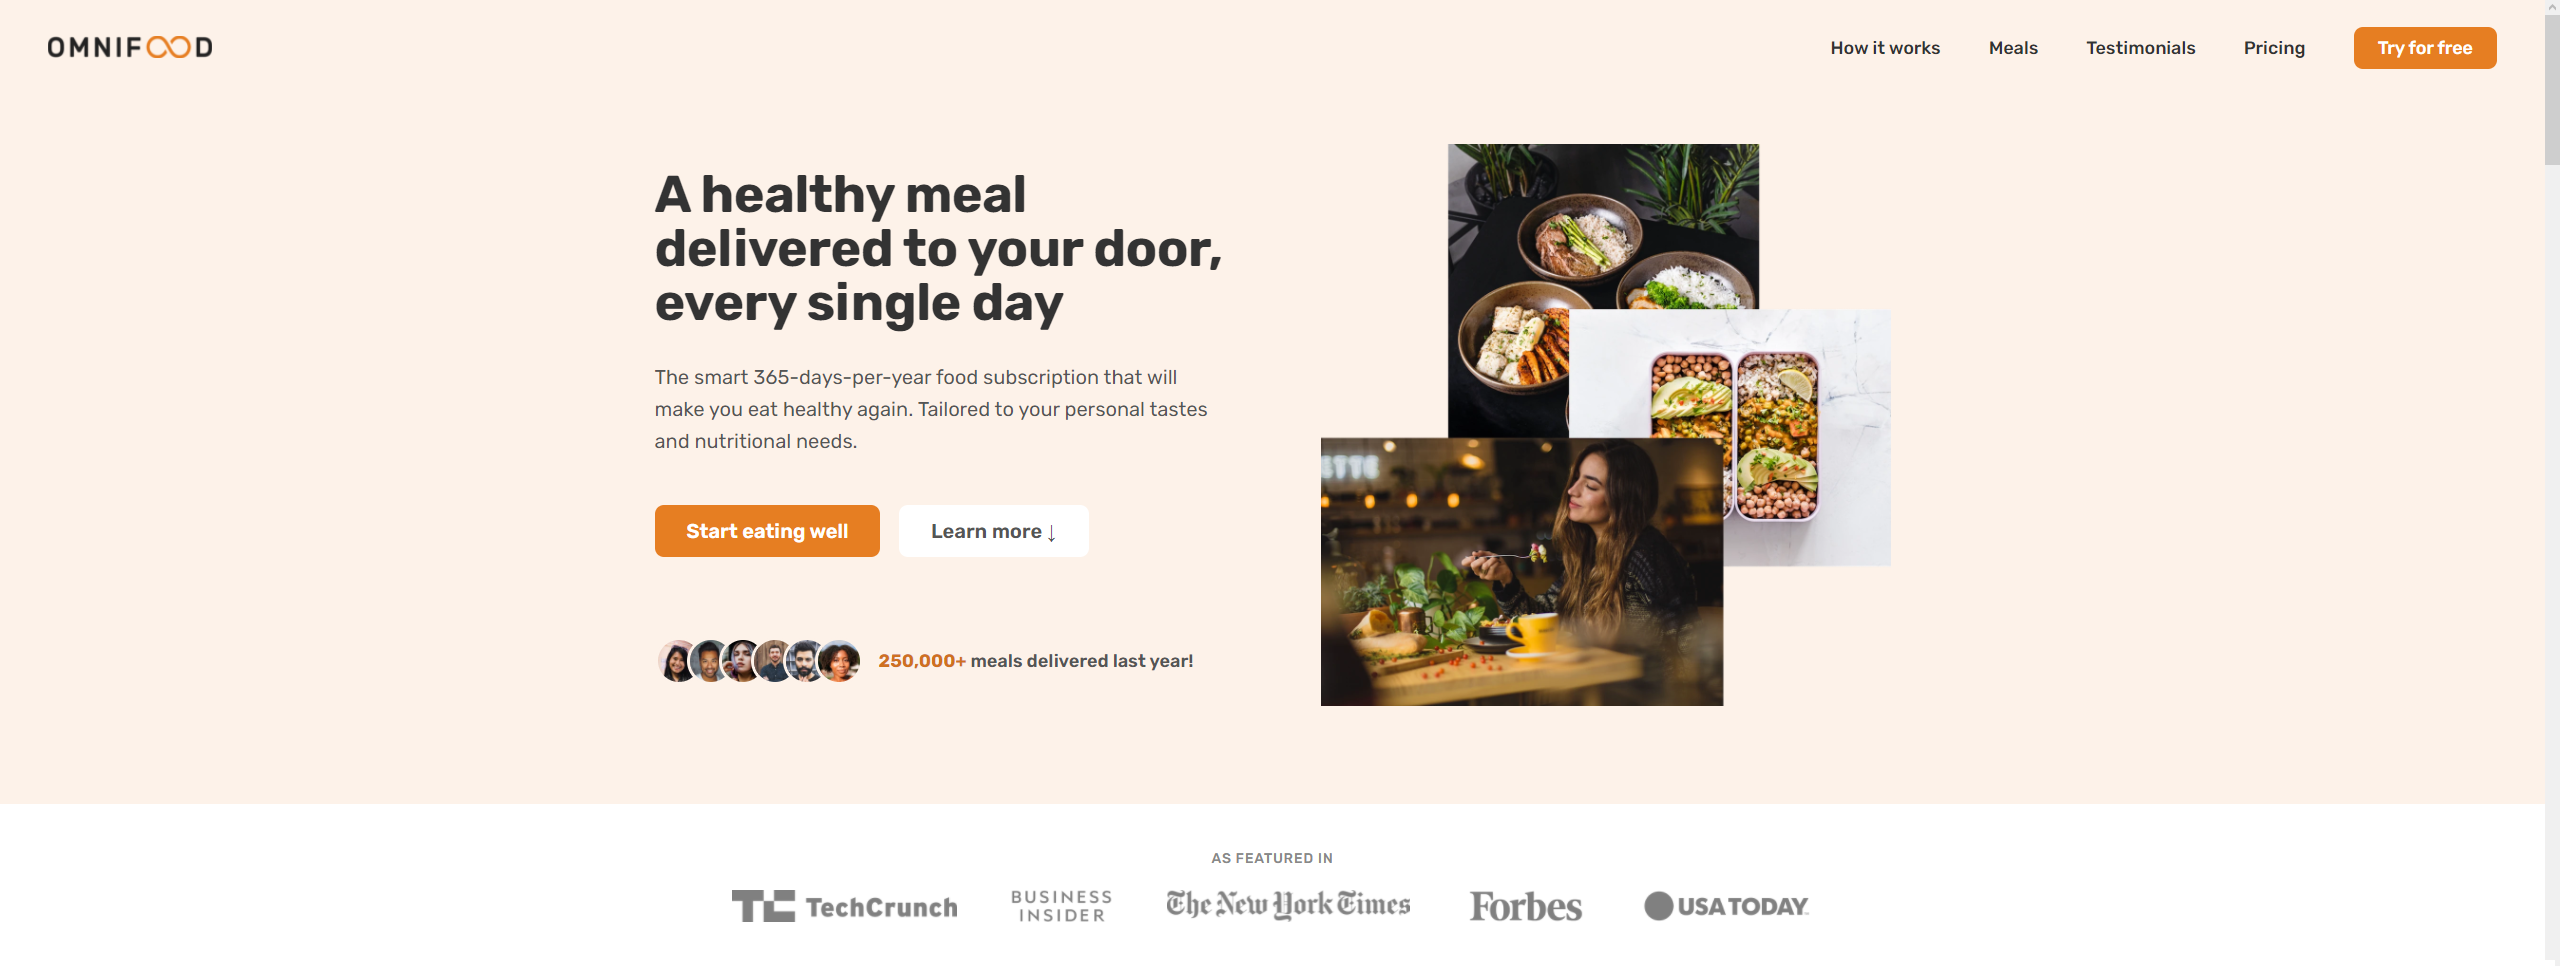 OMNIFOOD
How it works
Meals
Testimonials
Pricing
Try for free
A healthy meal
delivered to your door,
every single day
The smart 365-days-per-year food subscription that will
make you eat healthy again. Tailored to your personal tastes
and nutritional needs.
Start eating well
Learn more ↓
250,000+ meals delivered last year!
AS FEATURED IN
TC TechCrunch
BUSINESS
INSIDER
The New York Times
Forbes
USA TODAY